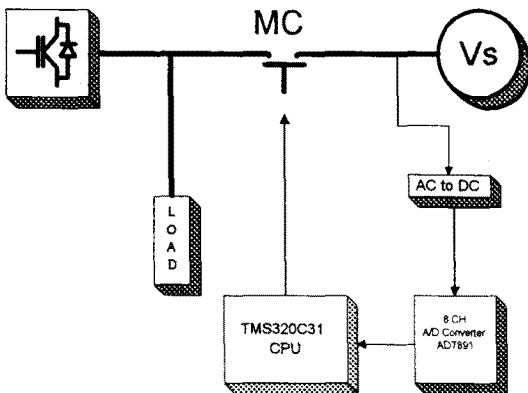 MC
Vs
AC to DC
L
O
A
D
TMS320C31
CPU
8 CH
A/D Converter
AD7891